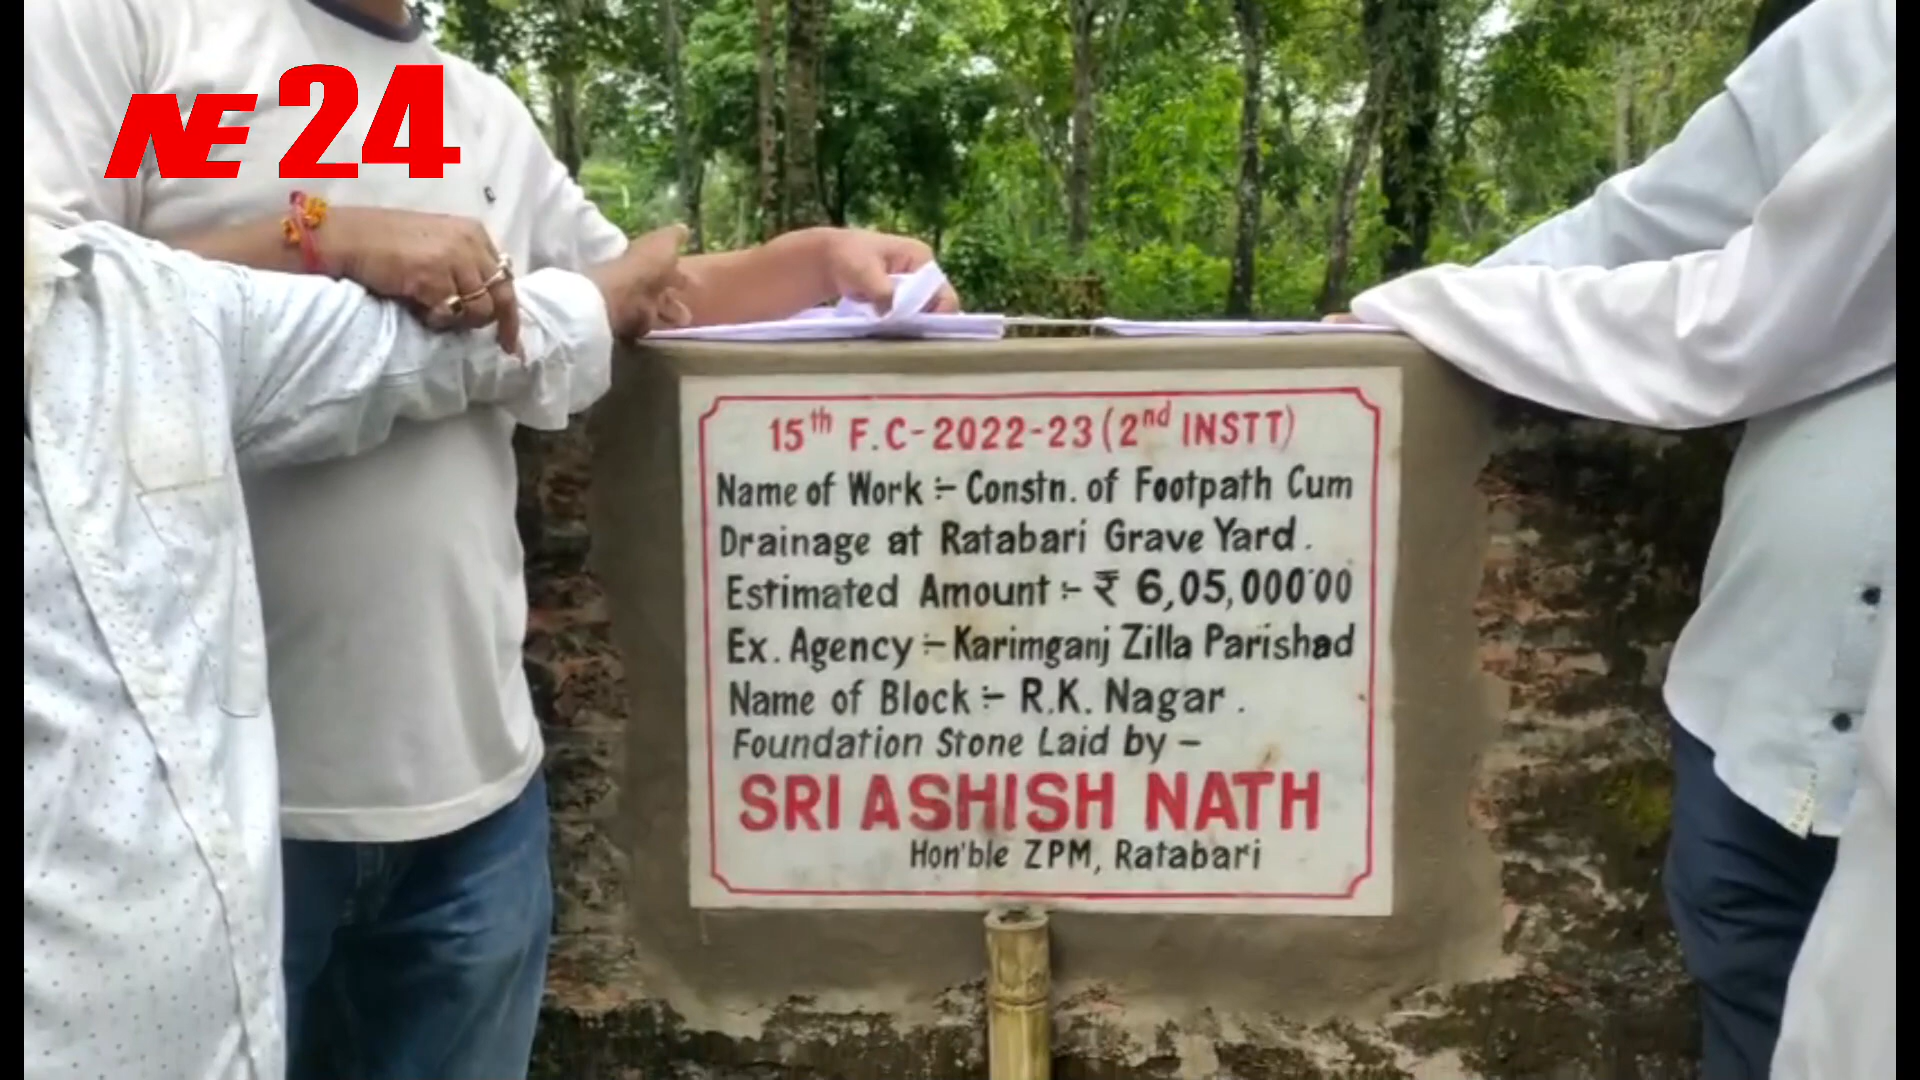 NE 24
15th F.C-2022-23 (2nd INSTT)
Name of Work :- Constn. of Footpath Cum
Drainage at Ratabari Grave Yard.
Estimated Amount :- ₹ 6,05,000.00
Ex. Agency :- Karimganj Zilla Parishad
Name of Block :- R.K. Nagar.
Foundation Stone Laid by -
SRI ASHISH NATH
Hon'ble ZPM, Ratabari